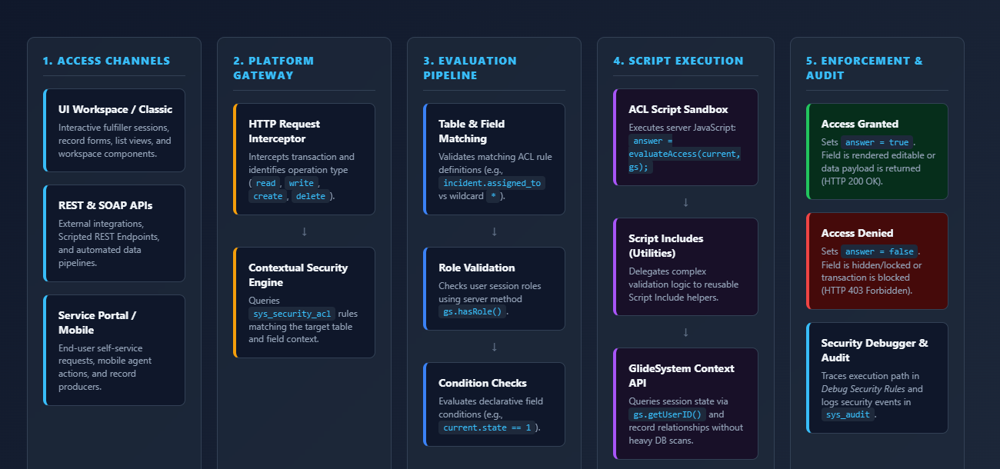 1. ACCESS CHANNELS
UI Workspace / Classic
Interactive fulfiller sessions,
record forms, list views, and
workspace components.
REST & SOAP APIs
External integrations,
Scripted REST Endpoints,
and automated data
pipelines.
Service Portal /
Mobile
End-user self-service
requests, mobile agent
actions, and record
producers.
2. PLATFORM
GATEWAY
HTTP Request
Interceptor
Intercepts transaction and
identifies operation type
( read , write ,
create , delete ).
↓
Contextual Security
Engine
Queries
sys_security_acl rules
matching the target table
and field context.
3. EVALUATION
PIPELINE
Table & Field
Matching
Validates matching ACL rule
definitions (e.g.,
incident.assigned_to
vs wildcard * ).
↓
Role Validation
Checks user session roles
using server method
gs.hasRole() .
↓
Condition Checks
Evaluates declarative field
conditions (e.g.,
current.state == 1 ).
4. SCRIPT EXECUTION
ACL Script Sandbox
Executes server JavaScript:
answer =
evaluateAccess(current,
gs);
↓
Script Includes
(Utilities)
Delegates complex
validation logic to reusable
Script Include helpers.
↓
GlideSystem Context
API
Queries session state via
gs.getUserID() and
record relationships without
heavy DB scans.
5. ENFORCEMENT &
AUDIT
Access Granted
Sets answer = true .
Field is rendered editable or
data payload is returned
(HTTP 200 OK).
Access Denied
Sets answer = false .
Field is hidden/locked or
transaction is blocked
(HTTP 403 Forbidden).
Security Debugger &
Audit
Traces execution path in
Debug Security Rules and
logs security events in
sys_audit .